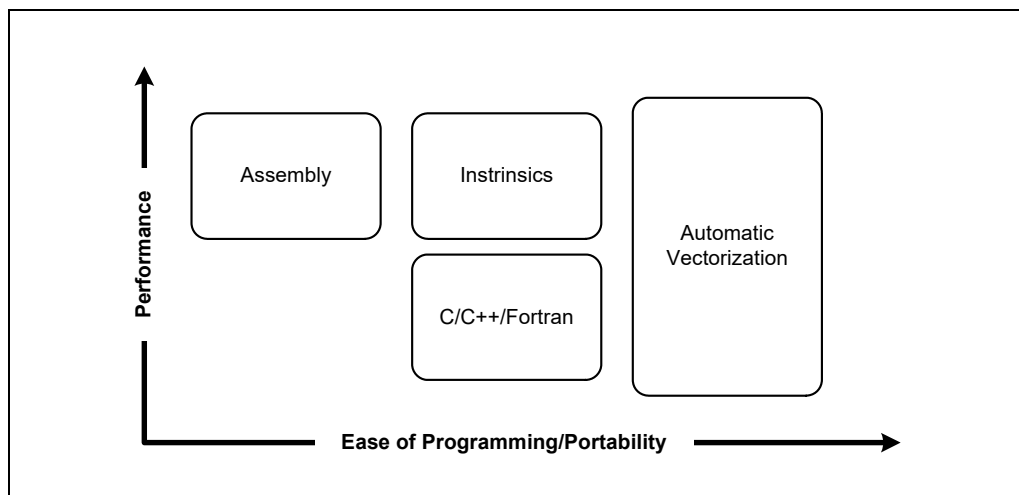 Performance
Assembly
Instrinsics
C/C++/Fortran
Automatic
Vectorization
Ease of Programming/Portability